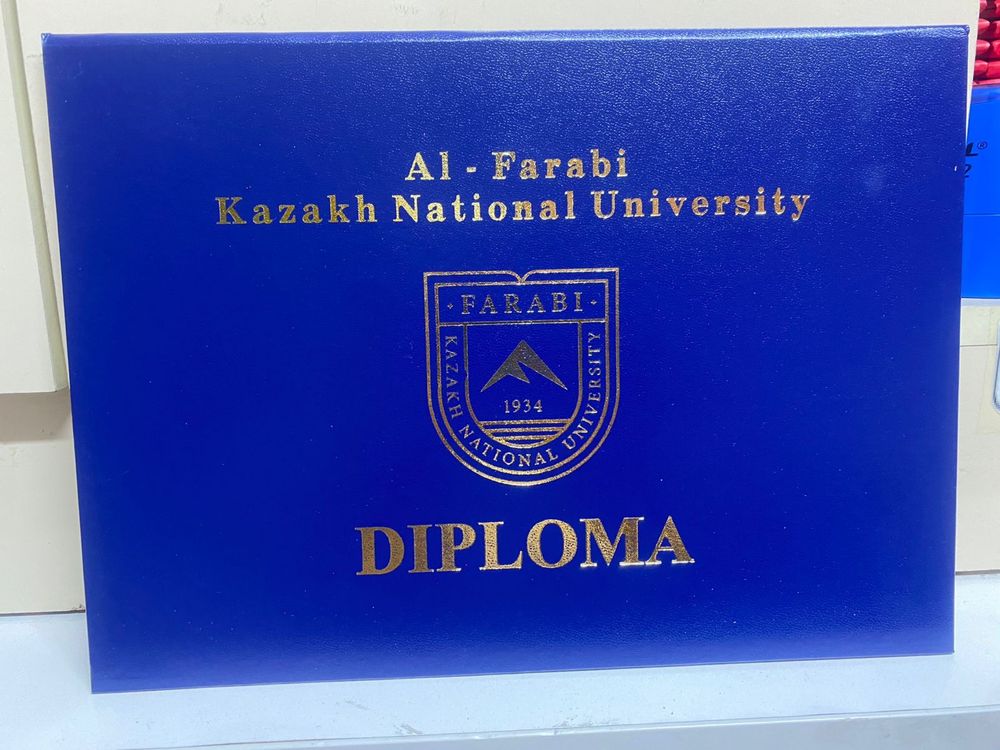 Al - Farabi
Kazakh National University
· FARABI ·
KAZAKH NATIONAL UNIVERSITY
1934
DIPLOMA